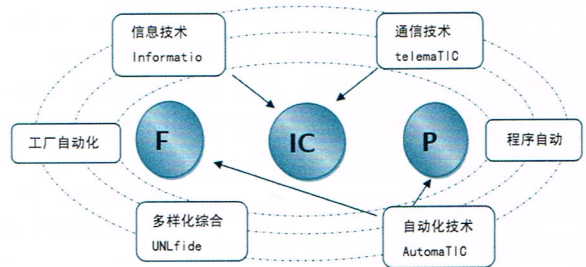 信息技术
Informatio
通信技术
telemaTIC
工厂自动化
F
IC
P
程序自动
多样化综合
UNLfide
自动化技术
AutomaTIC